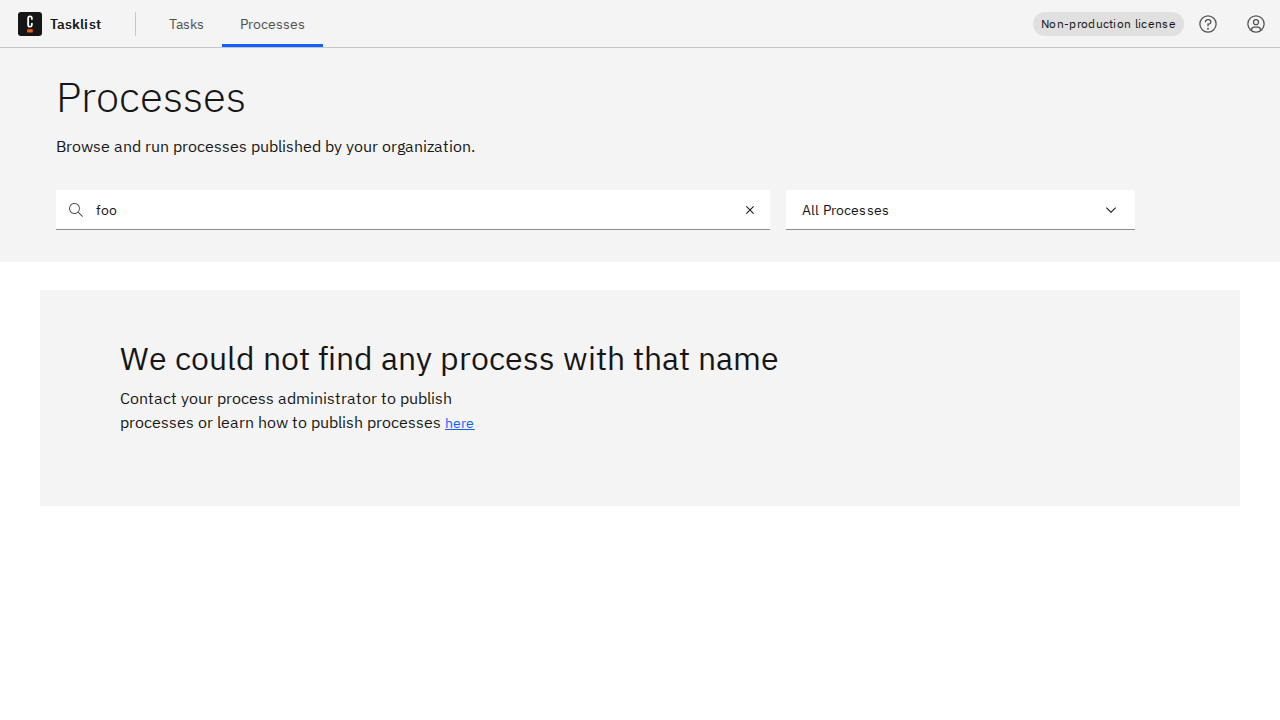 Tasklist
Tasks
Processes
Non-production license
Processes
Browse and run processes published by your organization.
foo
All Processes
We could not find any process with that name
Contact your process administrator to publish
processes or learn how to publish processes here